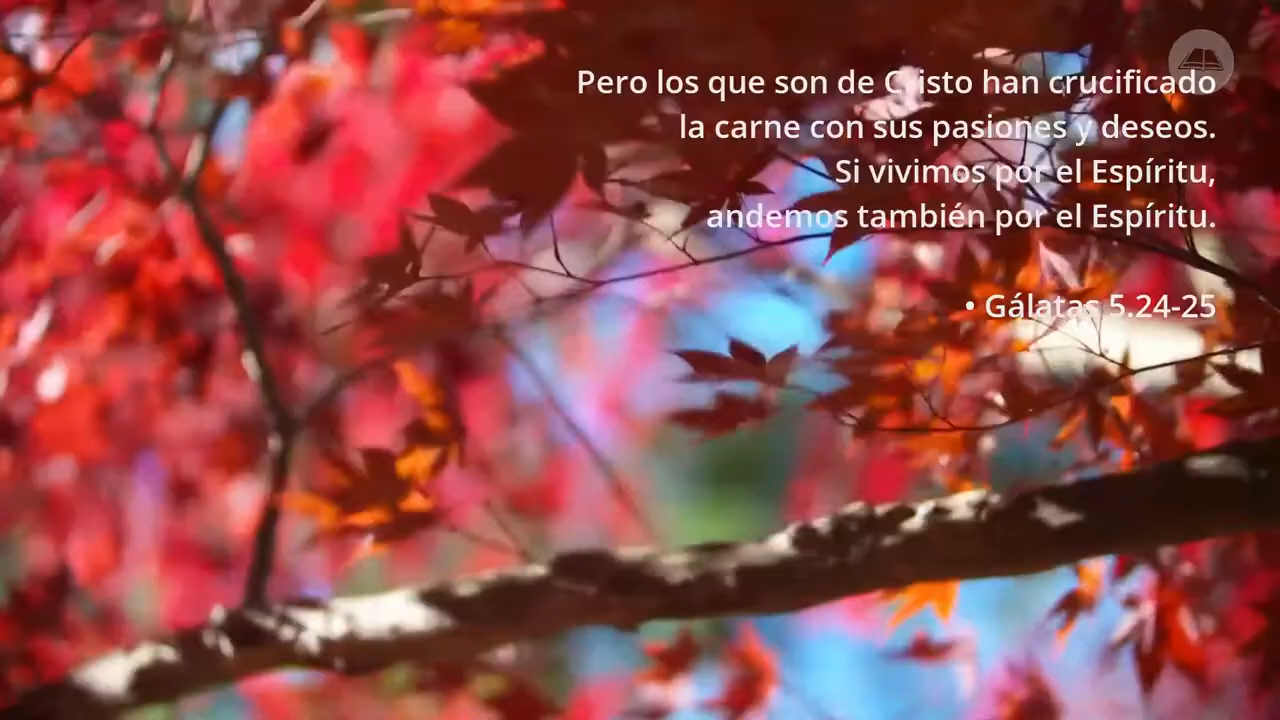 Pero los que son de Cristo han crucificado
la carne con sus pasiones y deseos.
Si vivimos por el Espíritu,
andemos también por el Espíritu.
• Gálatas 5.24-25